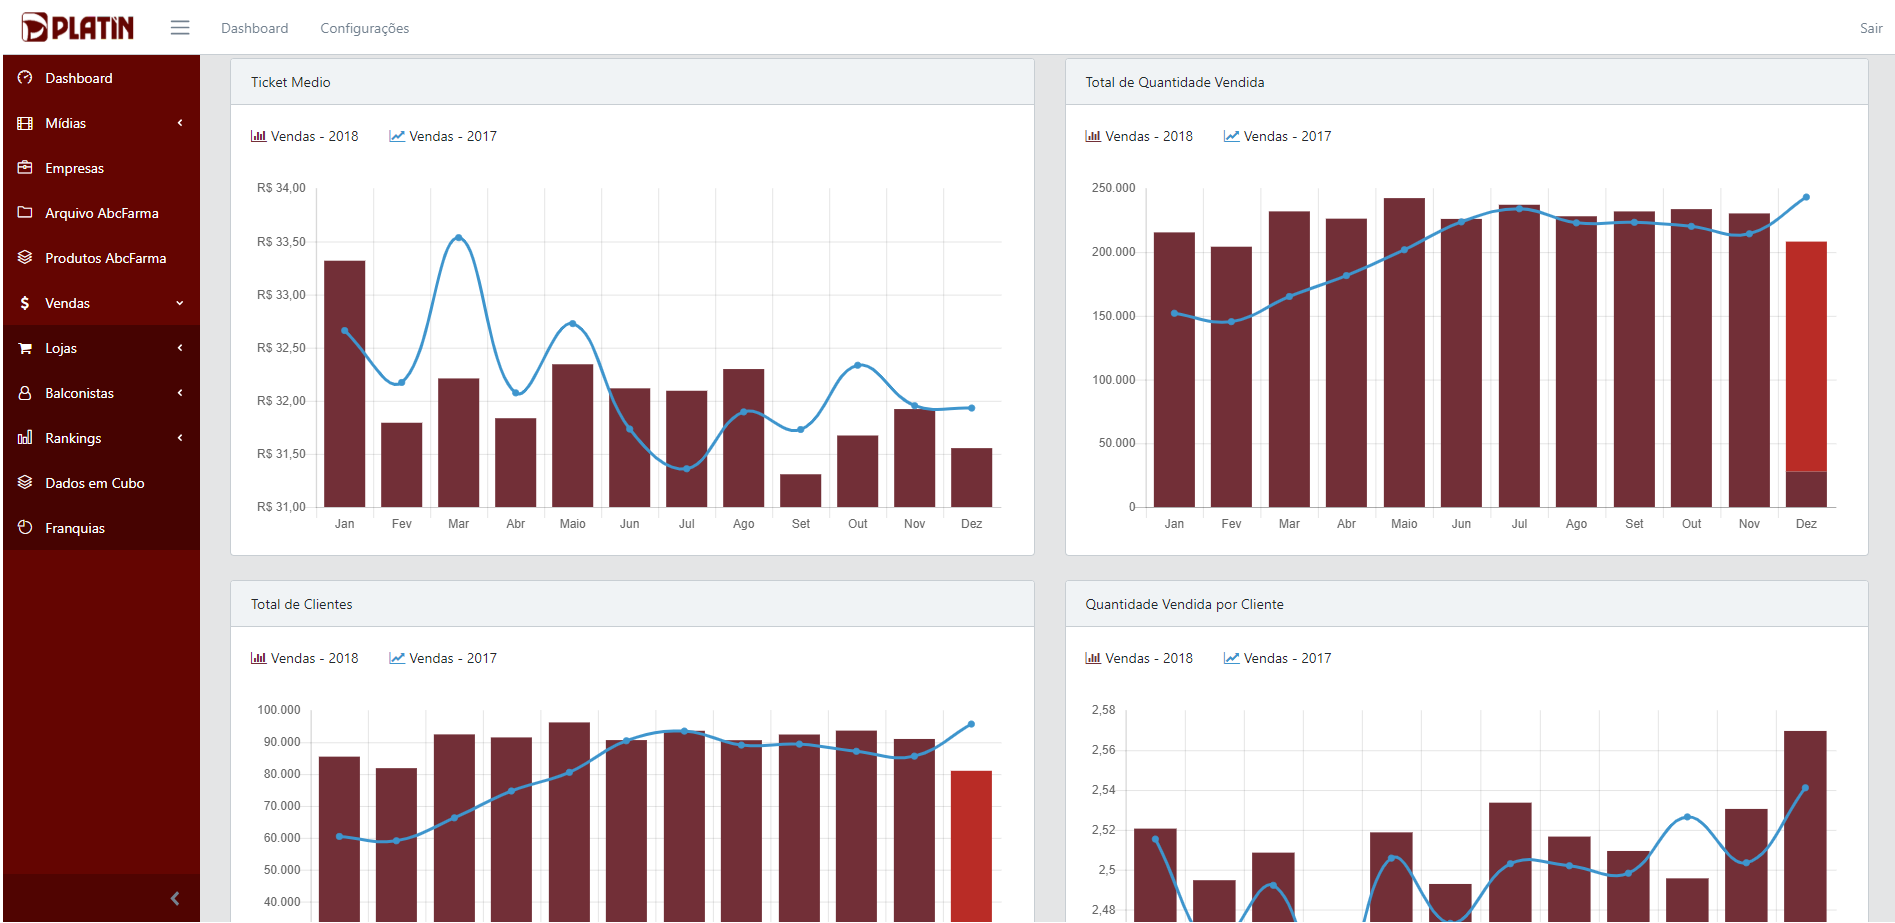 PLATIN
Dashboard
Configurações
Sair
Dashboard
Mídias
Empresas
Arquivo AbcFarma
Produtos AbcFarma
Vendas
Lojas
Balconistas
Rankings
Dados em Cubo
Franquias
Ticket Medio
Vendas - 2018
Vendas - 2017
R$ 34,00
R$ 33,50
R$ 33,00
R$ 32,50
R$ 32,00
R$ 31,50
R$ 31,00
Jan Fev Mar Abr Maio Jun Jul Ago Set Out Nov Dez
Total de Quantidade Vendida
Vendas - 2018
Vendas - 2017
250.000
200.000
150.000
100.000
50.000
0
Jan Fev Mar Abr Maio Jun Jul Ago Set Out Nov Dez
Total de Clientes
Vendas - 2018
Vendas - 2017
100.000
90.000
80.000
70.000
60.000
50.000
40.000
Quantidade Vendida por Cliente
Vendas - 2018
Vendas - 2017
2,58
2,56
2,54
2,52
2,5
2,48